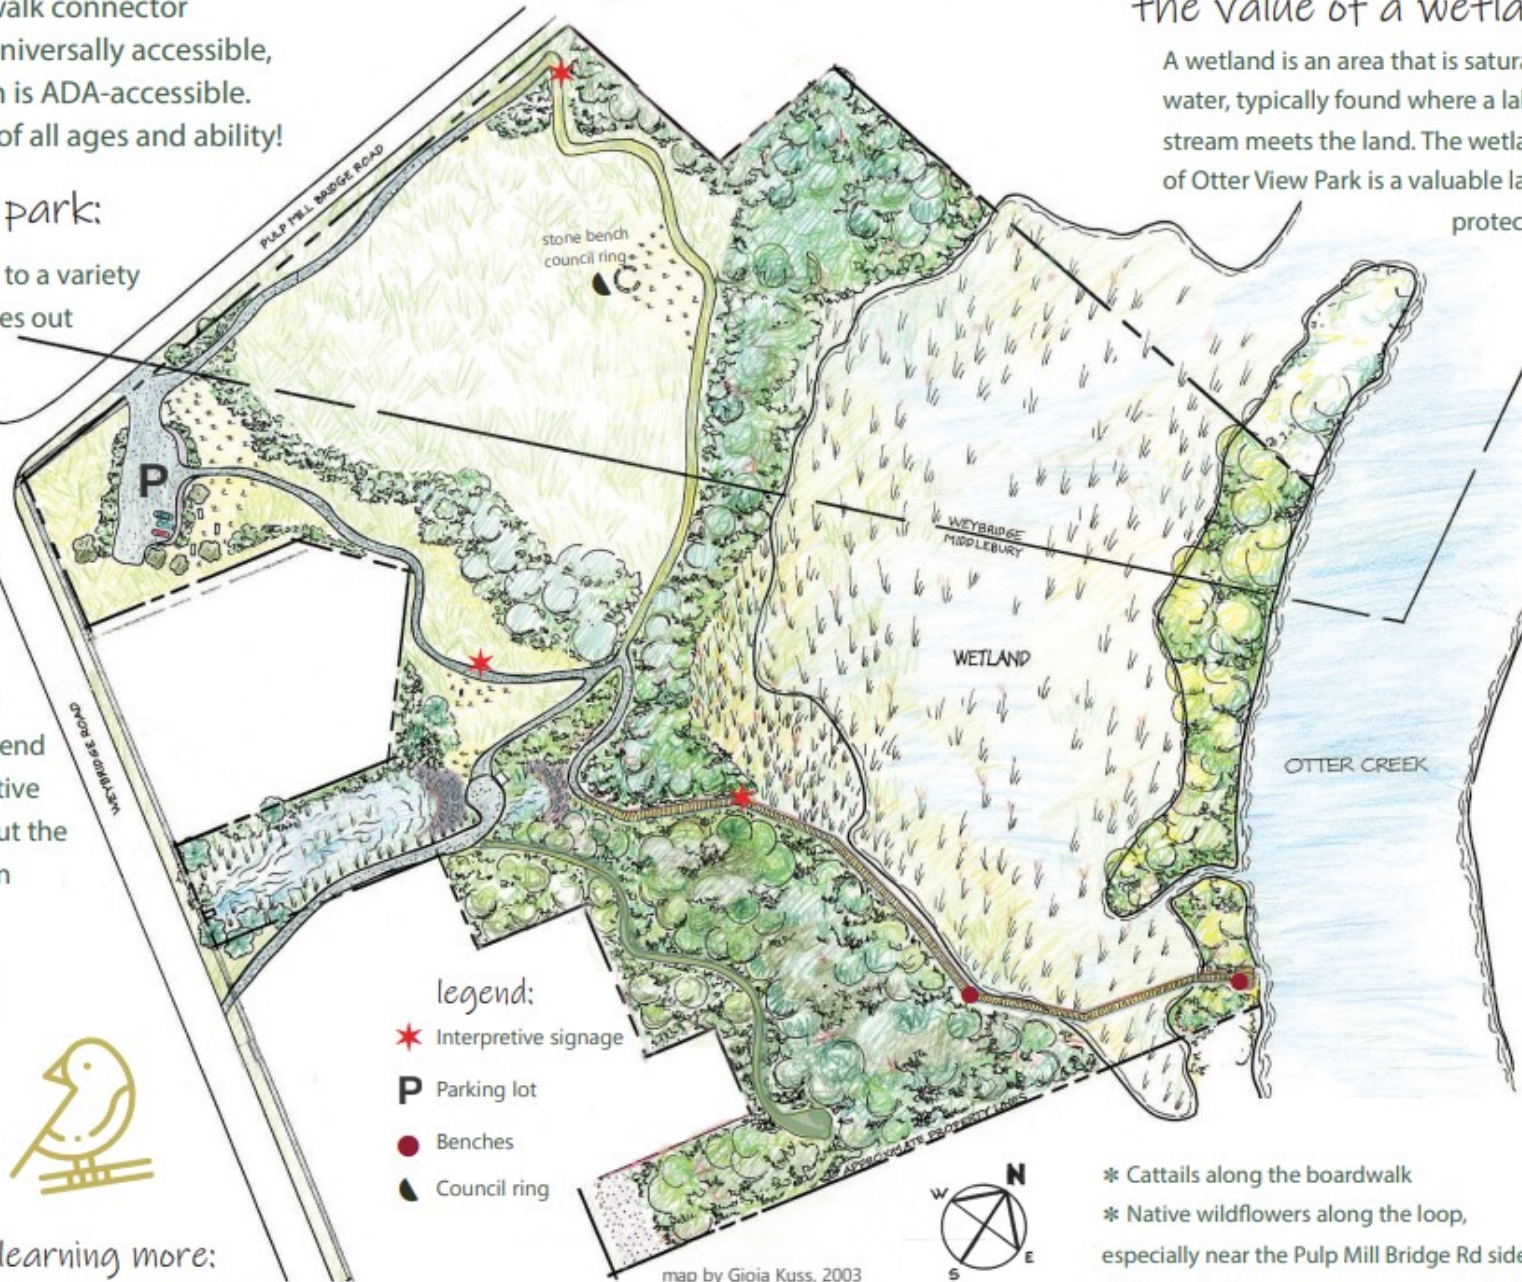 walk connector
niversally accessible,
n is ADA-accessible.
of all ages and ability!
park:
to a variety
es out
end
tive
ut the
n
learning more:
the value of a wetla
A wetland is an area that is satura
water, typically found where a la
stream meets the land. The wetla
of Otter View Park is a valuable la
protec
PULP MILL BRIDGE ROAD
stone bench
council ring
P
WEYBRIDGE
MIDDLEBURY
WETLAND
OTTER CREEK
WEYBRIDGE ROAD
legend:
Interpretive signage
P Parking lot
Benches
Council ring
APPROXIMATE PROPERTY LINES
N
W
E
S
map by Gioia Kuss, 2003
* Cattails along the boardwalk
* Native wildflowers along the loop,
especially near the Pulp Mill Bridge Rd side